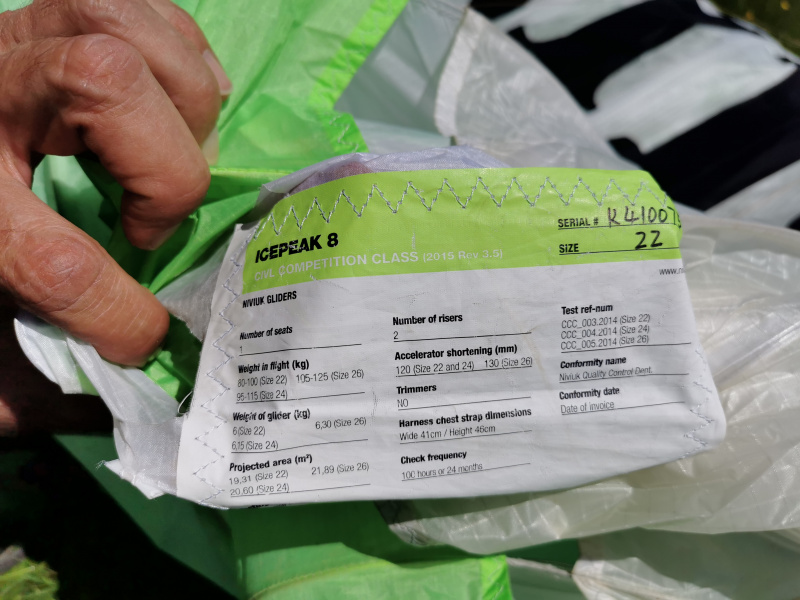 ICEPEAK 8
CIVL COMPETITION CLASS (2015 Rev 3.5)
SERIAL #
SIZE 22
NIVIUK GLIDERS
Number of seats
1
Weight in flight (kg)
80-100 (Size 22) 105-125 (Size 26)
95-115 (Size 24)
Weight of glider (kg)
6 (Size 22) 6,30 (Size 26)
6,15 (Size 24)
Projected area (m²)
19,31 (Size 22) 21,89 (Size 26)
20,60 (Size 24)
Number of risers
2
Accelerator shortening (mm)
120 (Size 22 and 24) 130 (Size 26)
Trimmers
NO
Harness chest strap dimensions
Wide 41cm / Height 46cm
Check frequency
100 hours or 24 months
Test ref-num
CCC_003.2014 (Size 22)
CCC_004.2014 (Size 24)
CCC_005.2014 (Size 26)
Conformity name
Niviuk Quality Control Dent.
Conformity date
Date of invoice